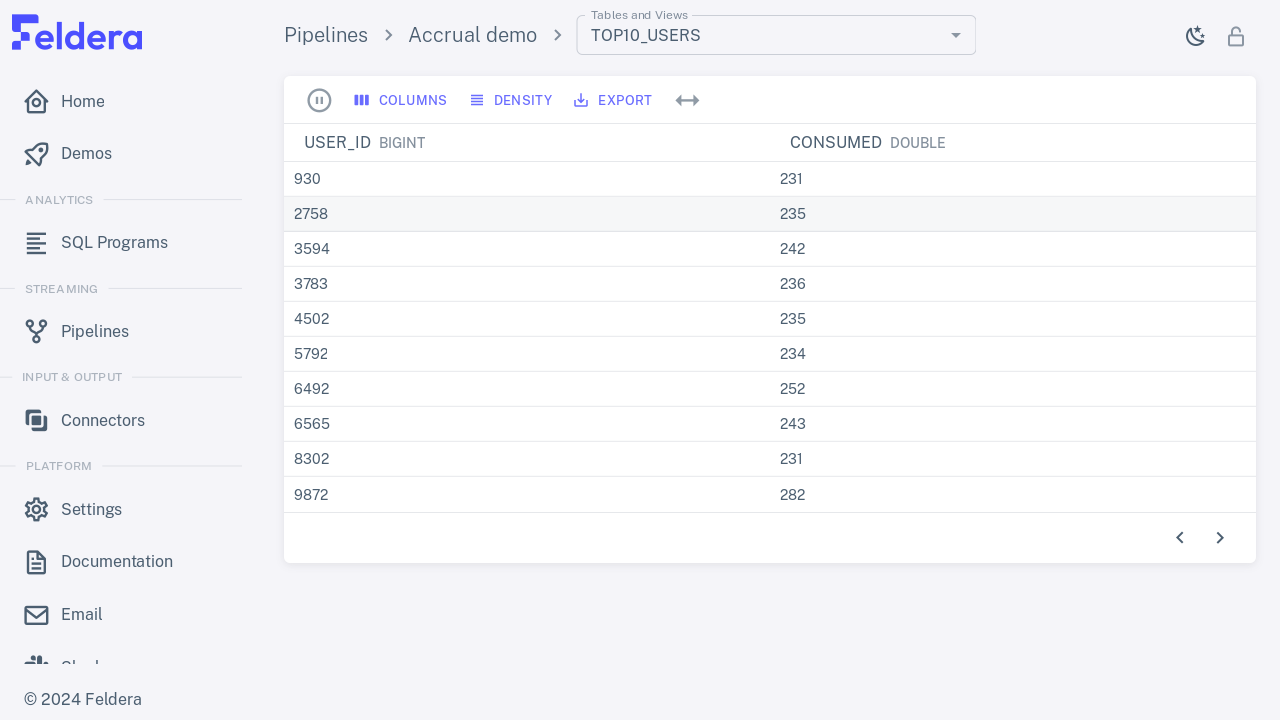 Feldera
Pipelines > Accrual demo >
Tables and Views
TOP10_USERS
Home
Demos
ANALYTICS
SQL Programs
STREAMING
Pipelines
INPUT & OUTPUT
Connectors
PLATFORM
Settings
Documentation
Email
© 2024 Feldera
COLUMNS DENSITY EXPORT
USER_ID BIGINT CONSUMED DOUBLE
930 231
2758 235
3594 242
3783 236
4502 235
5792 234
6492 252
6565 243
8302 231
9872 282